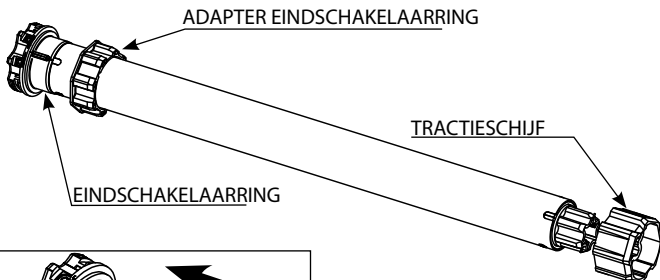 ADAPTER EINDSCHAKELAARRING
TRACTIESCHIJF
EINDSCHAKELAARRING